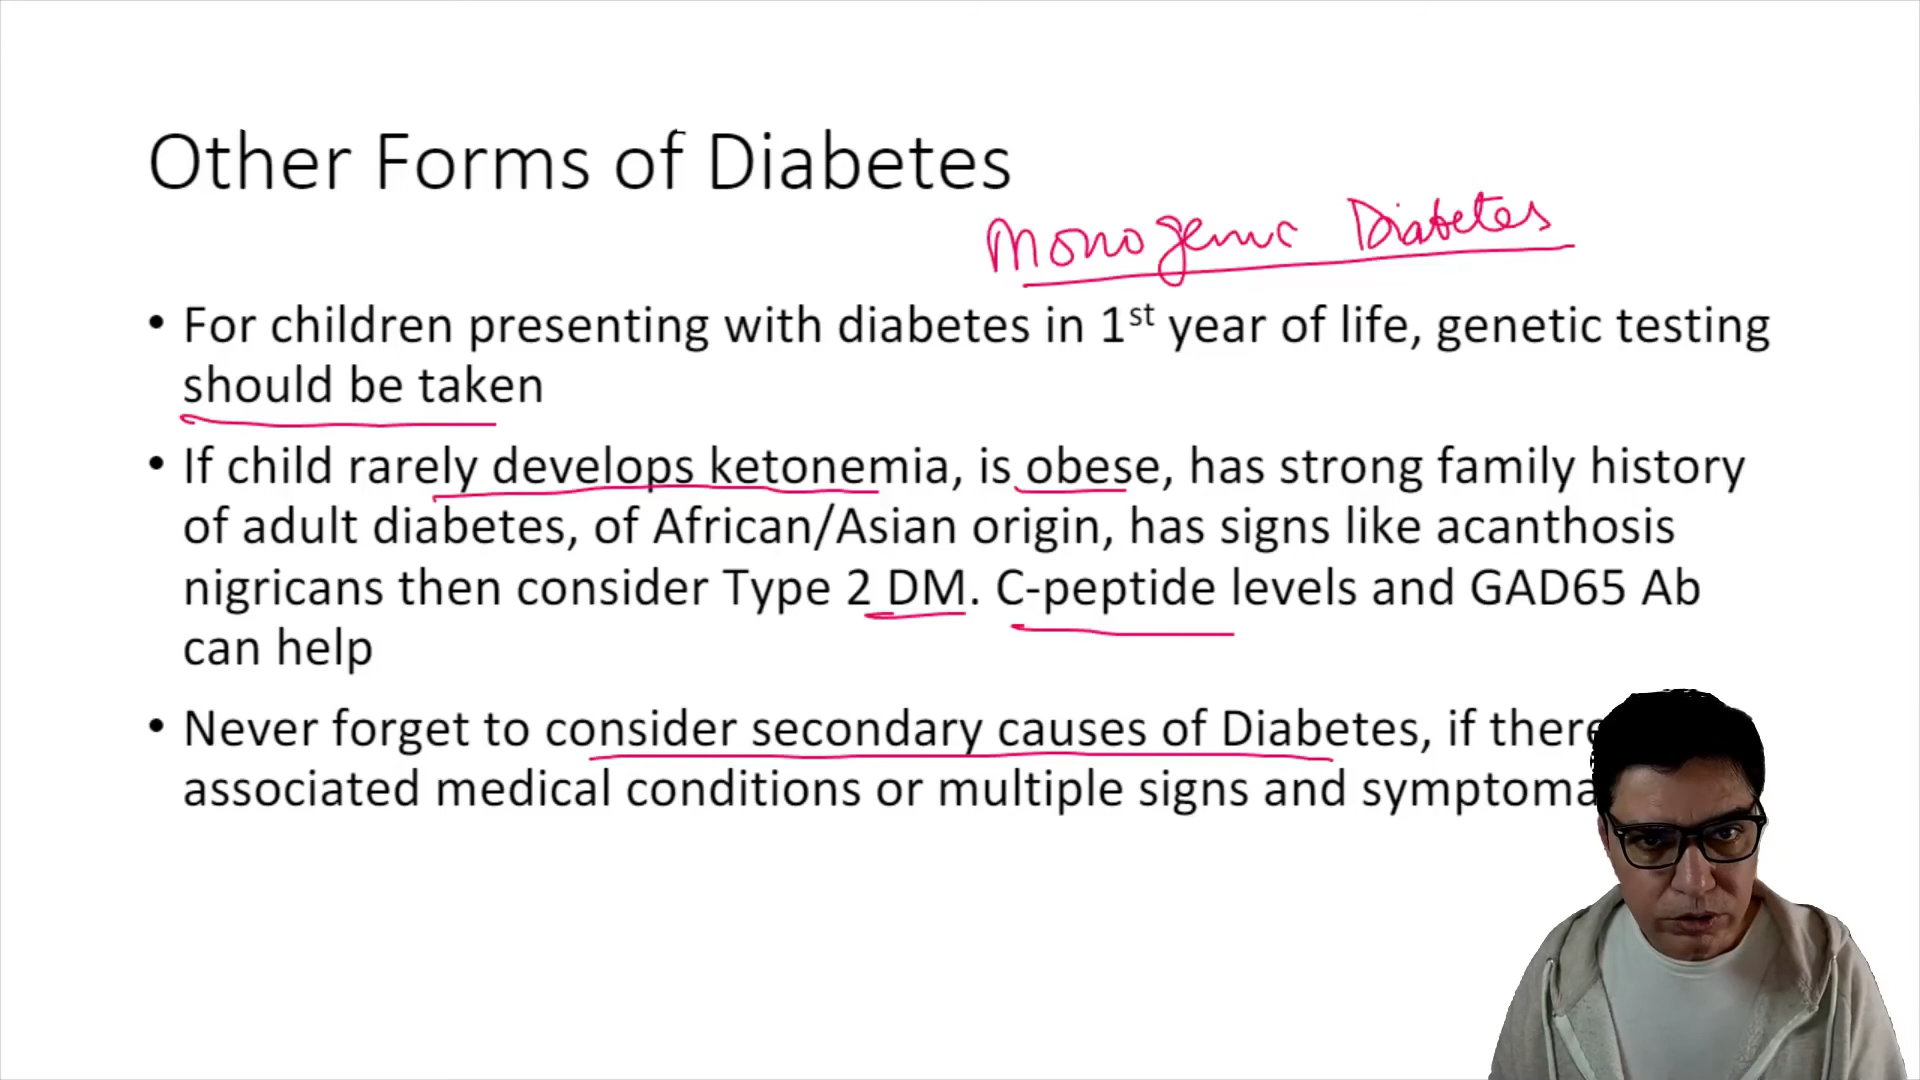 Other Forms of Diabetes
Monogenic Diabetes
• For children presenting with diabetes in 1st year of life, genetic testing
should be taken
• If child rarely develops ketonemia, is obese, has strong family history
of adult diabetes, of African/Asian origin, has signs like acanthosis
nigricans then consider Type 2 DM. C-peptide levels and GAD65 Ab
can help
• Never forget to consider secondary causes of Diabetes, if there
associated medical conditions or multiple signs and symptoma